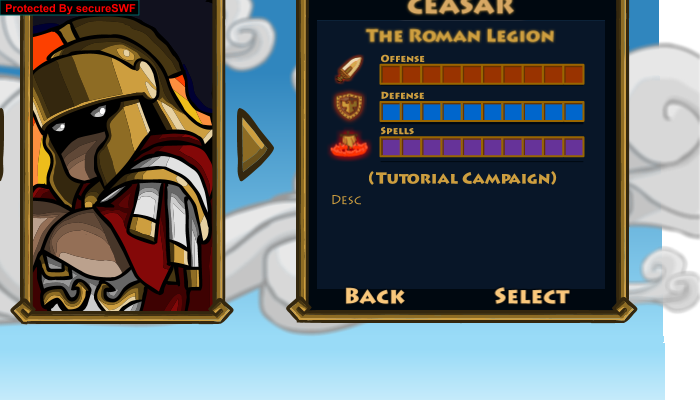 Protected By secureSWF
CEASAR
The Roman Legion
Offense
Defense
Spells
(Tutorial Campaign)
Desc
Back
Select